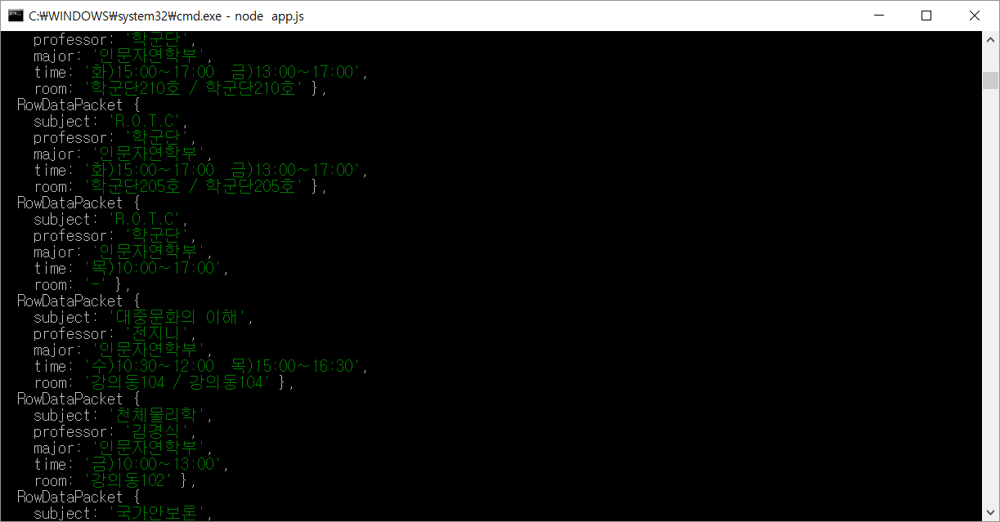 C:₩WINDOWS₩system32₩cmd.exe - node  app.js
professor: '학군단',
major: '인문자연학부',
time: '화)15:00~17:00  금)13:00~17:00',
room: '학군단210호 / 학군단210호' },
RowDataPacket {
subject: 'R.O.T.C',
professor: '학군단',
major: '인문자연학부',
time: '화)15:00~17:00  금)13:00~17:00',
room: '학군단205호 / 학군단205호' },
RowDataPacket {
subject: 'R.O.T.C',
professor: '학군단',
major: '인문자연학부',
time: '목)10:00~17:00',
room: '-' },
RowDataPacket {
subject: '대중문화의 이해',
professor: '전지니',
major: '인문자연학부',
time: '수)10:30~12:00  목)15:00~16:30',
room: '강의동104 / 강의동104' },
RowDataPacket {
subject: '천체물리학',
professor: '김경식',
major: '인문자연학부',
time: '금)10:00~13:00',
room: '강의동102' },
RowDataPacket {
subject: '국가안보론',